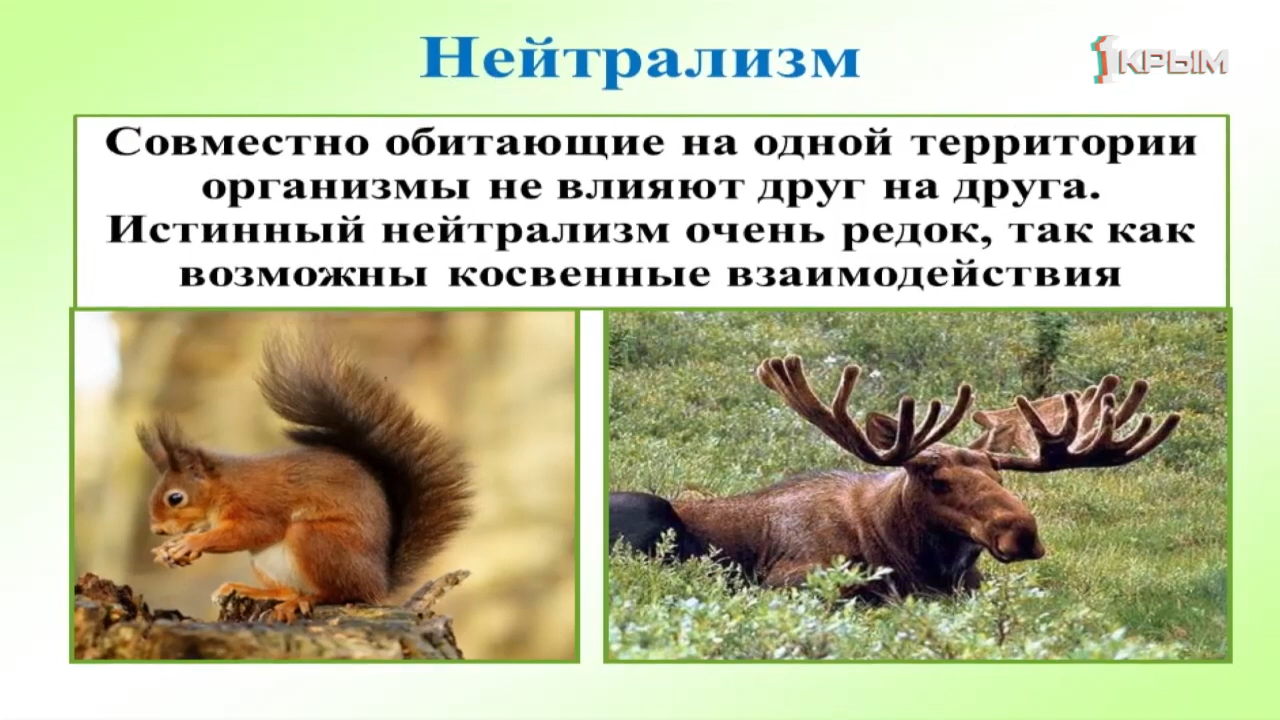 Нейтрализм
1КРЫМ
Совместно обитающие на одной территории
организмы не влияют друг на друга.
Истинный нейтрализм очень редок, так как
возможны косвенные взаимодействия